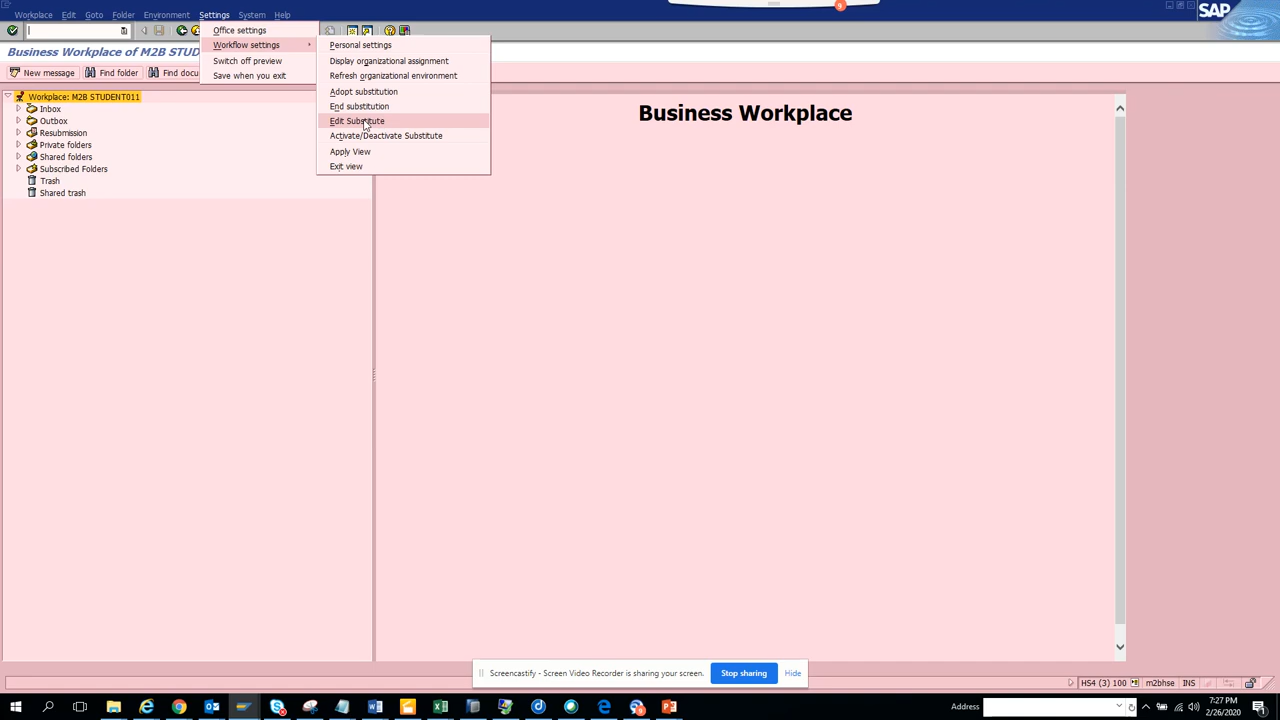 Workplace Edit Goto Folder Environment Settings System Help
9
SAP
Office settings
Workflow settings
Switch off preview
Save when you exit
Personal settings
Display organizational assignment
Refresh organizational environment
Adopt substitution
End substitution
Edit Substitute
Activate/Deactivate Substitute
Apply View
Exit view
Business Workplace of M2B STUD
New message Find folder Find docu
Workplace: M2B STUDENT011
Inbox
Outbox
Resubmission
Private folders
Shared folders
Subscribed Folders
Trash
Shared trash
Business Workplace
Screencastify - Screen Video Recorder is sharing your screen. Stop sharing Hide
HS4 (3) 100 m2bhse INS
Address
7:27 PM
2/26/2020